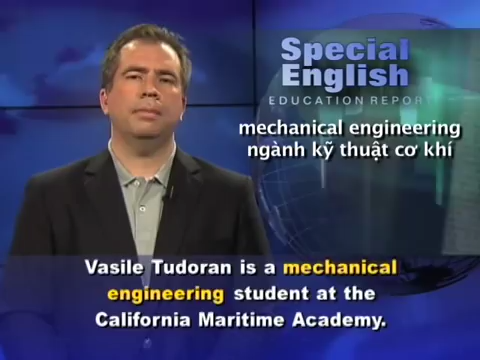 Special
English
EDUCATION REPORT
mechanical engineering
ngành kỹ thuật cơ khí
Vasile Tudoran is a mechanical
engineering student at the
California Maritime Academy.